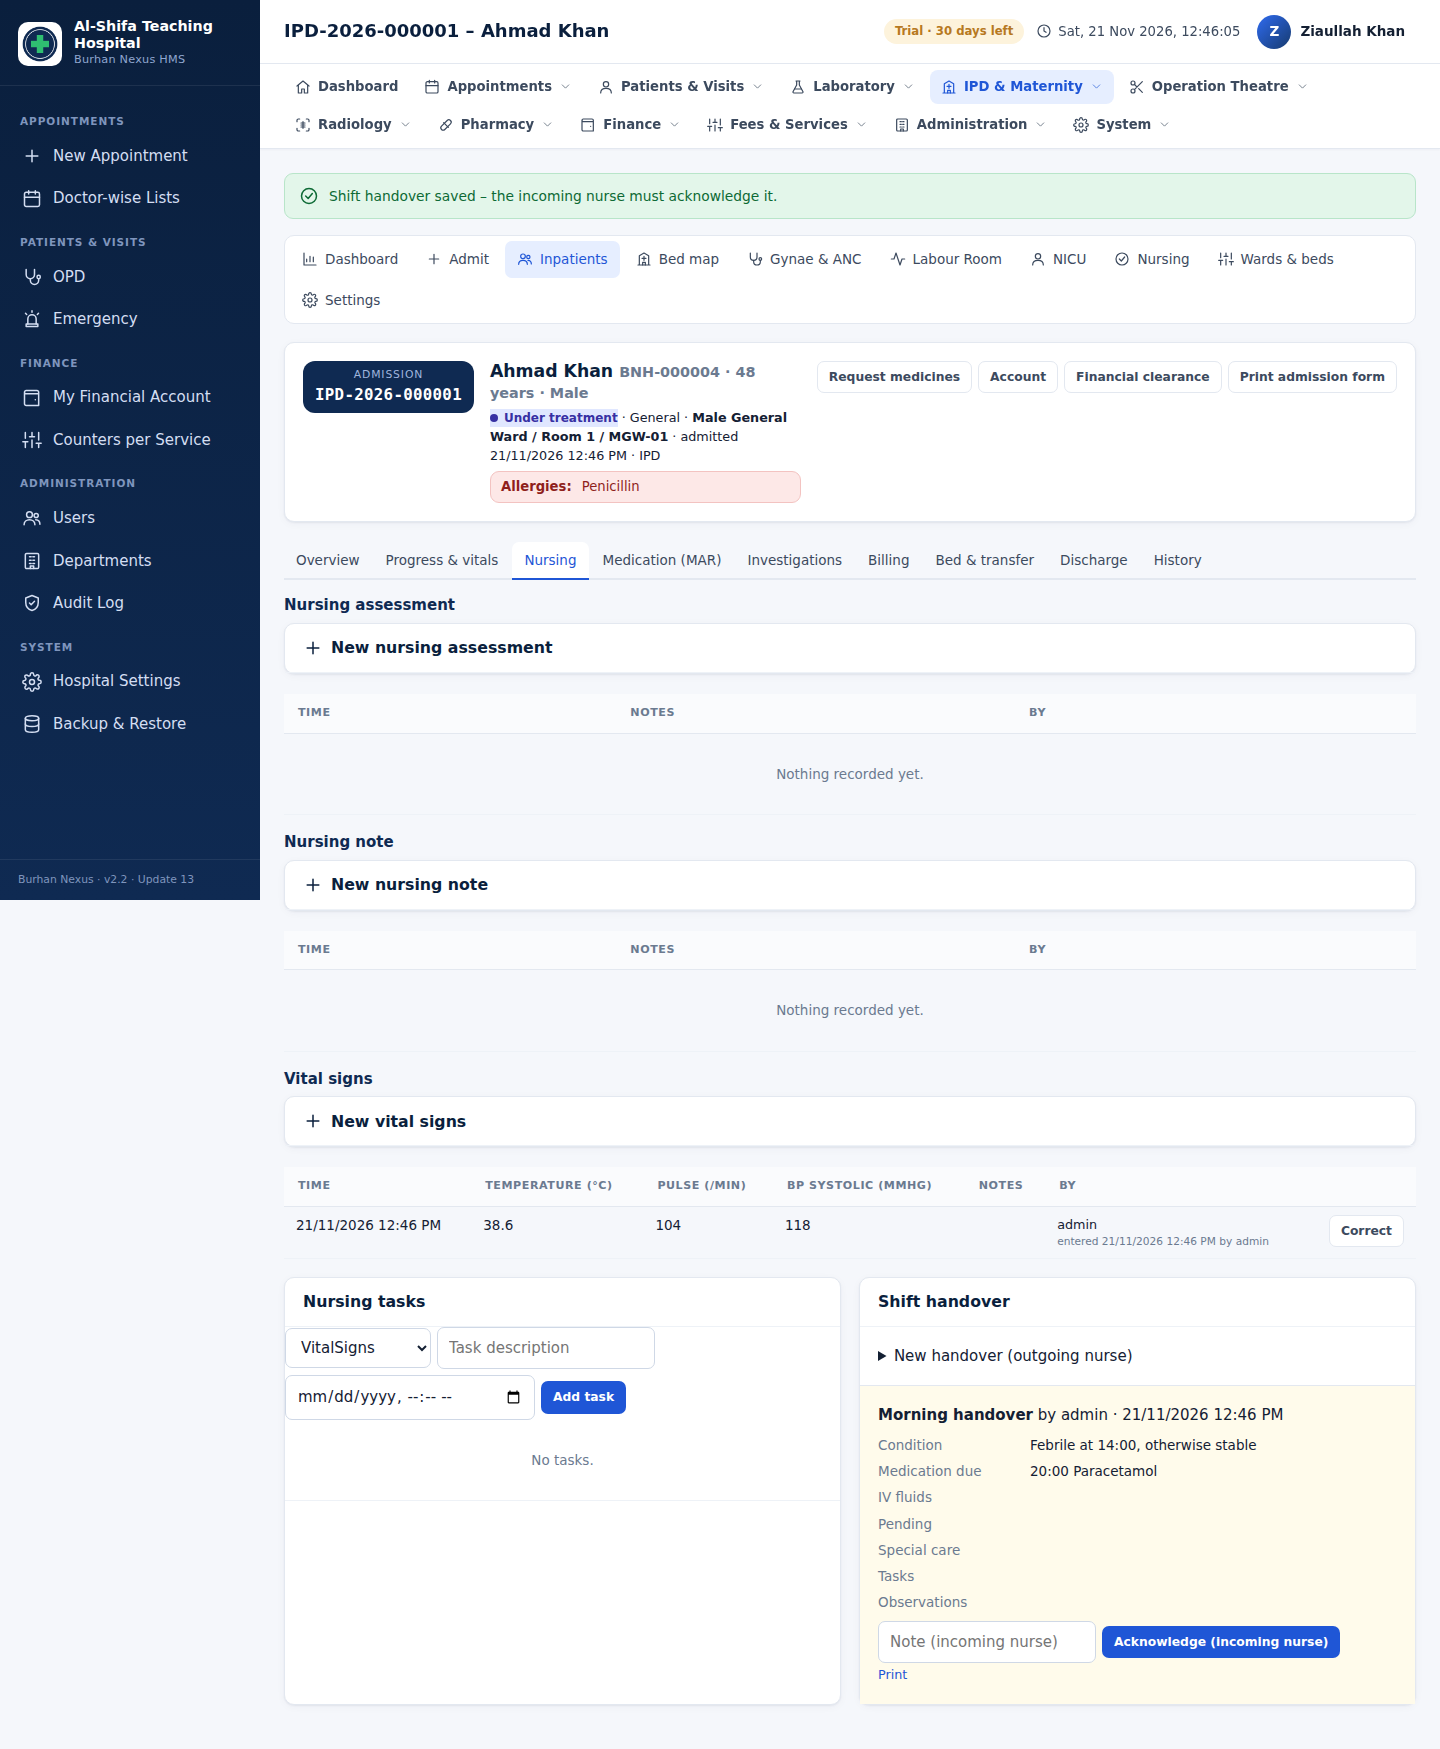 Al-Shifa Teaching
Hospital
Burhan Nexus HMS
APPOINTMENTS
New Appointment
Doctor-wise Lists
PATIENTS & VISITS
OPD
Emergency
FINANCE
My Financial Account
Counters per Service
ADMINISTRATION
Users
Departments
Audit Log
SYSTEM
Hospital Settings
Backup & Restore
Burhan Nexus · v2.2 · Update 13
IPD-2026-000001 – Ahmad Khan
Trial · 30 days left
Sat, 21 Nov 2026, 12:46:05
Z
Ziaullah Khan
Dashboard Appointments Patients & Visits Laboratory IPD & Maternity Operation Theatre
Radiology Pharmacy Finance Fees & Services Administration System
Shift handover saved – the incoming nurse must acknowledge it.
Dashboard Admit Inpatients Bed map Gynae & ANC Labour Room NICU Nursing Wards & beds
Settings
ADMISSION
IPD-2026-000001
Ahmad Khan BNH-000004 · 48
years · Male
Under treatment · General · Male General
Ward / Room 1 / MGW-01 · admitted
21/11/2026 12:46 PM · IPD
Allergies: Penicillin
Request medicines Account Financial clearance Print admission form
Overview Progress & vitals Nursing Medication (MAR) Investigations Billing Bed & transfer Discharge History
Nursing assessment
New nursing assessment
TIME NOTES BY
Nothing recorded yet.
Nursing note
New nursing note
TIME NOTES BY
Nothing recorded yet.
Vital signs
New vital signs
TIME TEMPERATURE (°C) PULSE (/MIN) BP SYSTOLIC (MMHG) NOTES BY
21/11/2026 12:46 PM 38.6 104 118 admin
entered 21/11/2026 12:46 PM by admin
Correct
Nursing tasks
VitalSigns Task description
mm/dd/yyyy, --:-- -- Add task
No tasks.
Shift handover
New handover (outgoing nurse)
Morning handover by admin · 21/11/2026 12:46 PM
Condition Febrile at 14:00, otherwise stable
Medication due 20:00 Paracetamol
IV fluids
Pending
Special care
Tasks
Observations
Note (incoming nurse) Acknowledge (incoming nurse)
Print